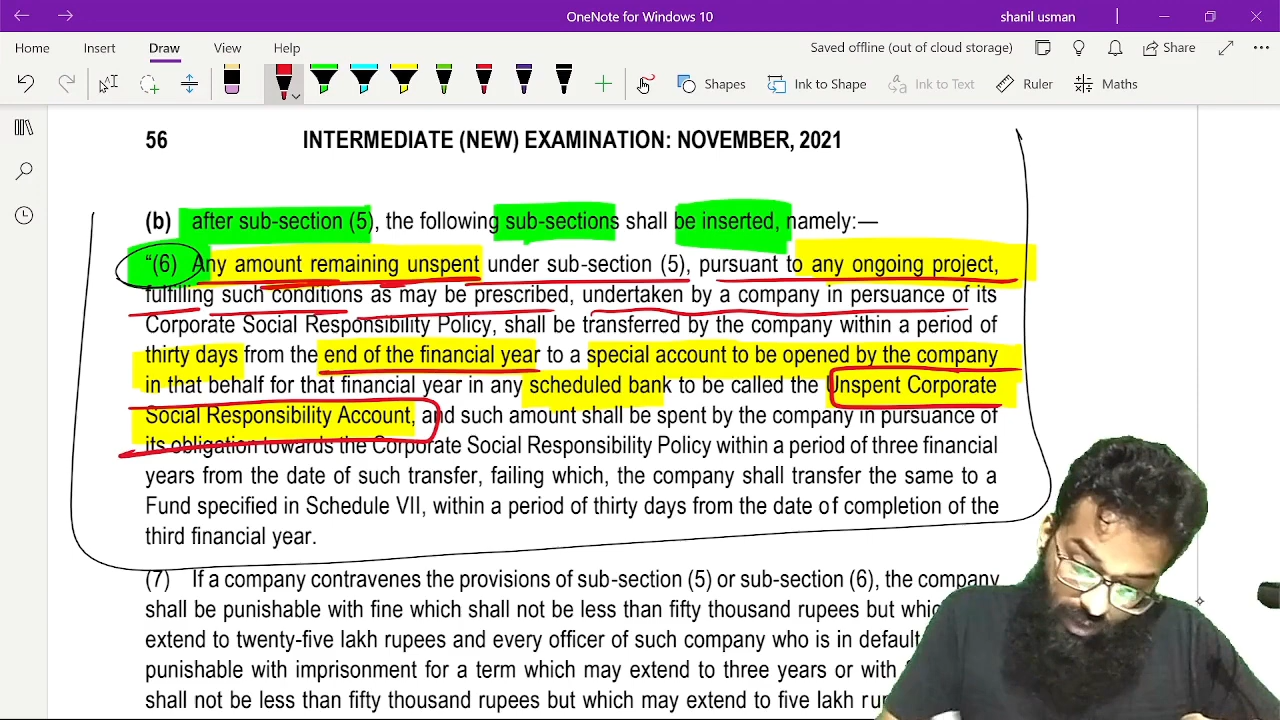 OneNote for Windows 10
shanil usman
Home Insert Draw View Help
Saved offline (out of cloud storage)
Share
Shapes
Ink to Shape
Ink to Text
Ruler
Maths
56 INTERMEDIATE (NEW) EXAMINATION: NOVEMBER, 2021
(b) after sub-section (5), the following sub-sections shall be inserted, namely:—
“(6) Any amount remaining unspent under sub-section (5), pursuant to any ongoing project,
fulfilling such conditions as may be prescribed, undertaken by a company in persuance of its
Corporate Social Responsibility Policy, shall be transferred by the company within a period of
thirty days from the end of the financial year to a special account to be opened by the company
in that behalf for that financial year in any scheduled bank to be called the Unspent Corporate
Social Responsibility Account, and such amount shall be spent by the company in pursuance of
its obligation towards the Corporate Social Responsibility Policy within a period of three financial
years from the date of such transfer, failing which, the company shall transfer the same to a
Fund specified in Schedule VII, within a period of thirty days from the date of completion of the
third financial year.
(7) If a company contravenes the provisions of sub-section (5) or sub-section (6), the company
shall be punishable with fine which shall not be less than fifty thousand rupees but
extend to twenty-five lakh rupees and every officer of such company who is in default
punishable with imprisonment for a term which may extend to three years or with
shall not be less than fifty thousand rupees but which may extend to five lakh